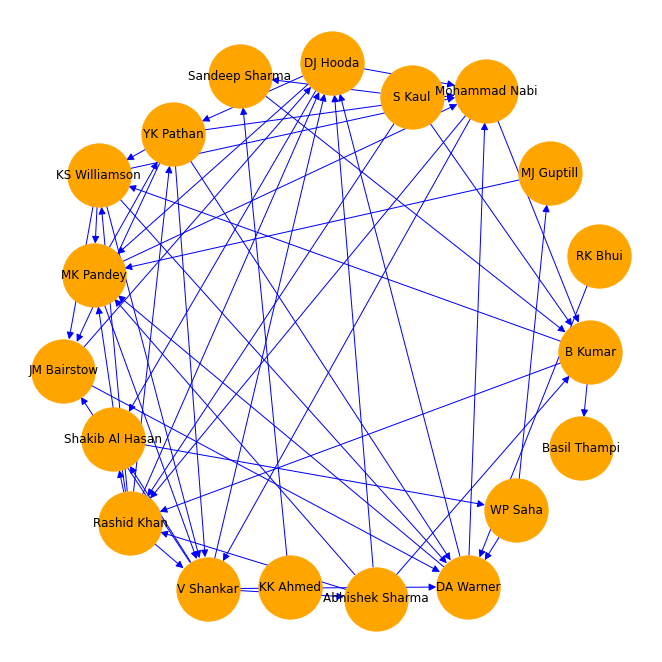 DJ Hooda
Sandeep Sharma
S Kaul
Mohammad Nabi
YK Pathan
KS Williamson
MJ Guptill
RK Bhui
MK Pandey
B Kumar
JM Bairstow
Shakib Al Hasan
Basil Thampi
WP Saha
Rashid Khan
V Shankar
KK Ahmed
Abhishek Sharma
DA Warner